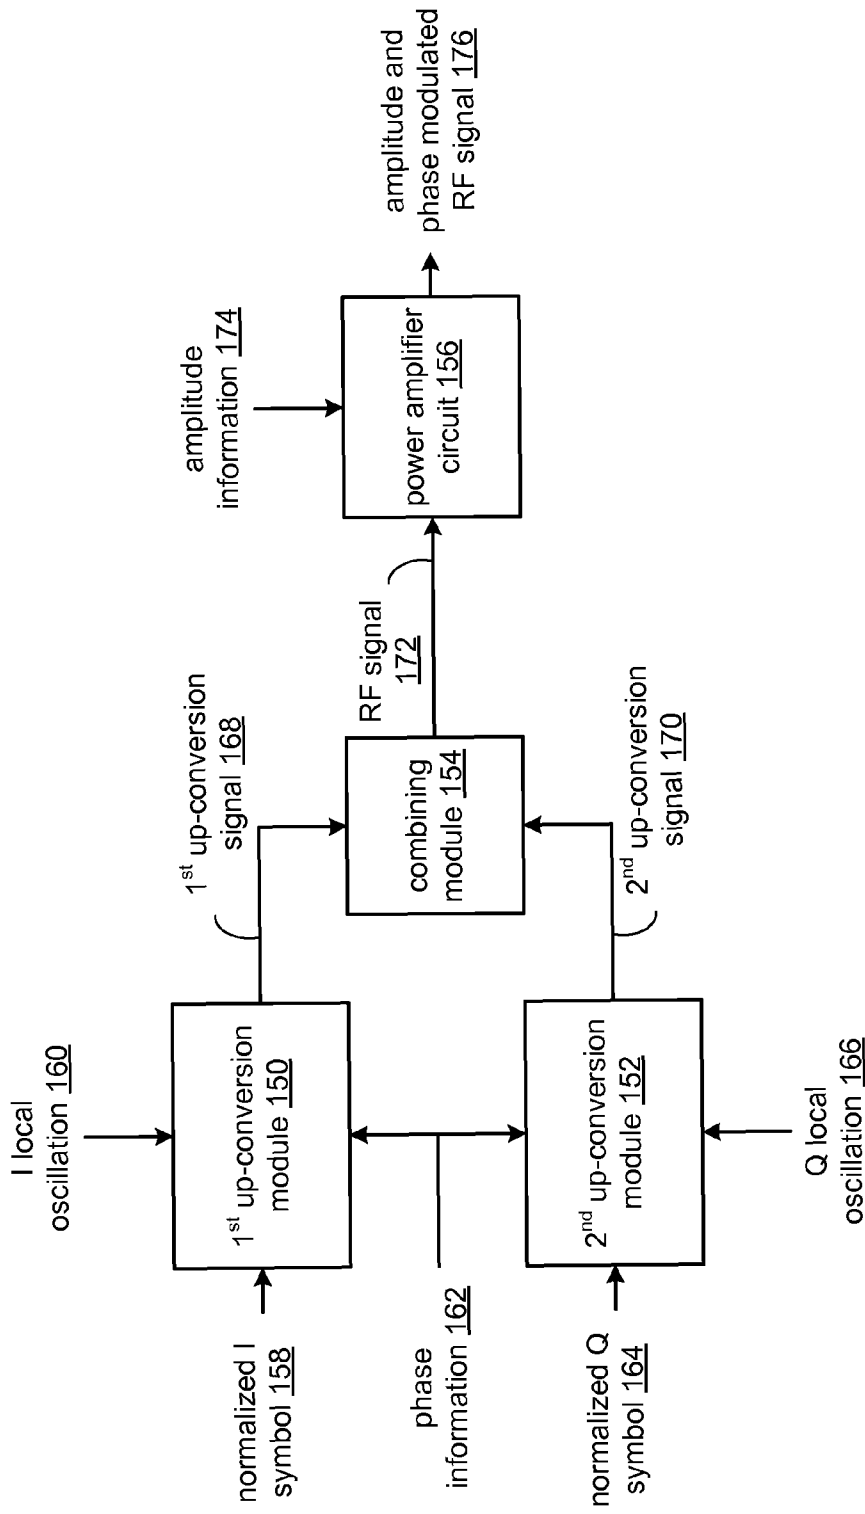 I local
oscillation 160
normalized I
symbol 158
1st up-conversion
module 150
1st up-conversion
signal 168
amplitude
information 174
phase
information 162
combining
module 154
RF signal
172
power amplifier
circuit 156
amplitude and
phase modulated
RF signal 176
normalized Q
symbol 164
2nd up-conversion
module 152
2nd up-conversion
signal 170
Q local
oscillation 166